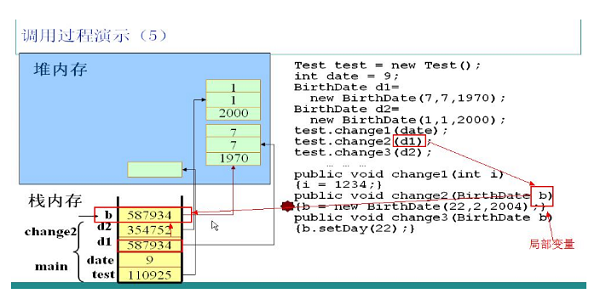 调用过程演示（5）
堆内存
1
1
2000
7
7
1970
栈内存
b 587934
d2 354752
change2
d1 587934
date 9
main
test 110925
Test test = new Test();
int date = 9;
BirthDate d1=
new BirthDate(7,7,1970);
BirthDate d2=
new BirthDate(1,1,2000);
test.change1(date);
test.change2(d1);
test.change3(d2);
... ... ...
public void change1(int i)
{i = 1234;}
public void change2(BirthDate b)
{b = new BirthDate(22,2,2004);}
public void change3(BirthDate b)
{b.setDay(22);}
局部变量